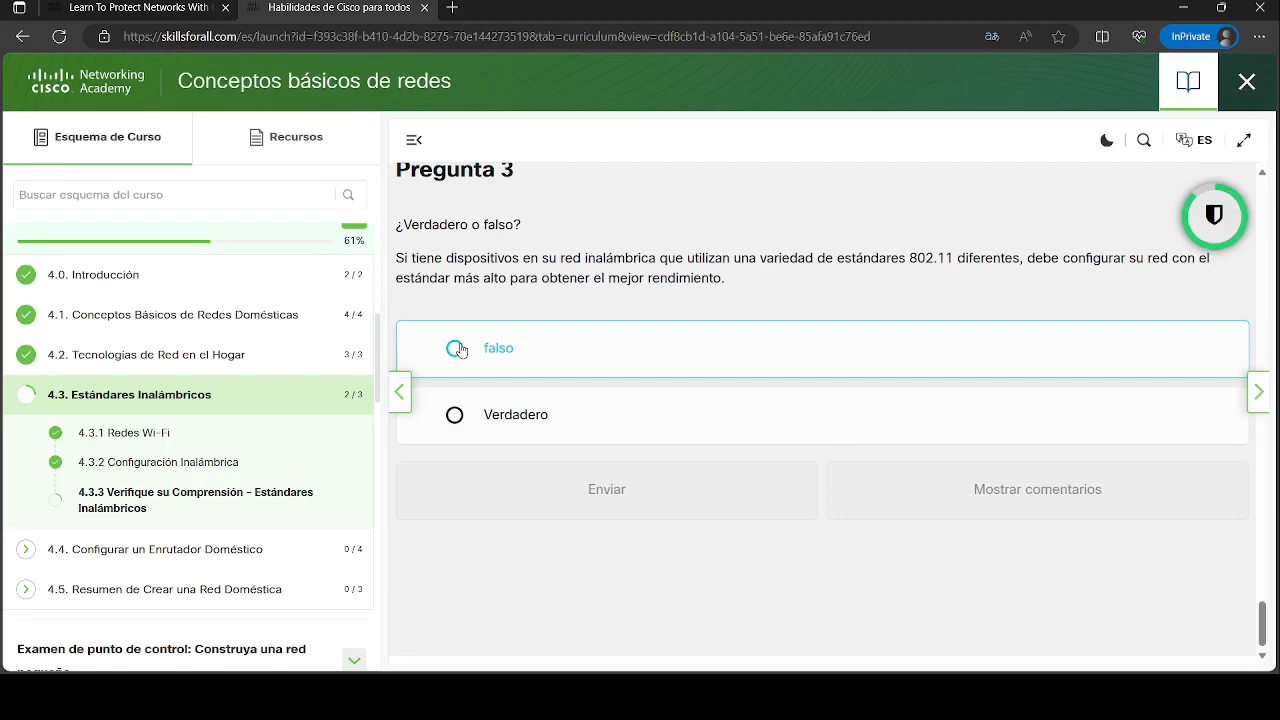 Learn To Protect Networks With
Habilidades de Cisco para todos
https://skillsforall.com/es/launch?id=f393c38f-b410-4d2b-8275-70e144273519&tab=curriculum&view=cdf8cb1d-a104-5a51-be6e-85afa91c76ed
InPrivate
Networking
CISCO Academy
Conceptos básicos de redes
Esquema de Curso
Recursos
ES
Buscar esquema del curso
61%
4.0. Introducción
2 / 2
4.1. Conceptos Básicos de Redes Domésticas
4 / 4
4.2. Tecnologías de Red en el Hogar
3 / 3
4.3. Estándares Inalámbricos
2 / 3
4.3.1 Redes Wi-Fi
4.3.2 Configuración Inalámbrica
4.3.3 Verifique su Comprensión - Estándares
Inalámbricos
4.4. Configurar un Enrutador Doméstico
0 / 4
4.5. Resumen de Crear una Red Doméstica
0 / 3
Examen de punto de control: Construya una red
Pregunta 3
¿Verdadero o falso?
Si tiene dispositivos en su red inalámbrica que utilizan una variedad de estándares 802.11 diferentes, debe configurar su red con el
estándar más alto para obtener el mejor rendimiento.
falso
Verdadero
Enviar
Mostrar comentarios